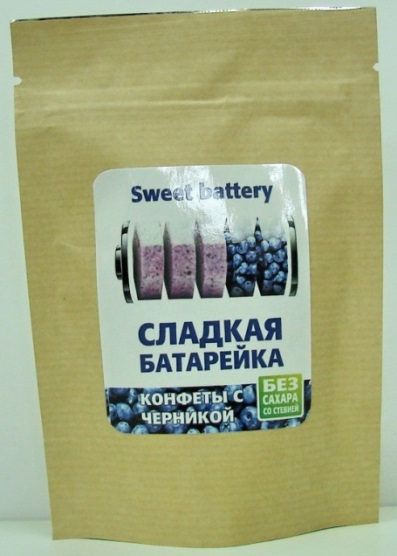 Sweet battery
СЛАДКАЯ
БАТАРЕЙКА
КОНФЕТЫ С
ЧЕРНИКОЙ
БЕЗ
САХАРА
СО СТЕВИЕЙ